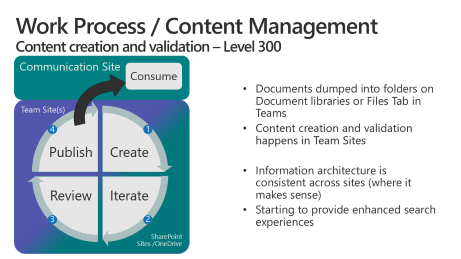 Work Process / Content Management
Content creation and validation – Level 300
Communication Site
Consume
Team Site(s)
4
1
Publish
Create
Review
Iterate
3
2
SharePoint
Sites /OneDrive
• Documents dumped into folders on
Document libraries or Files Tab in
Teams
• Content creation and validation
happens in Team Sites
• Information architecture is
consistent across sites (where it
makes sense)
• Starting to provide enhanced search
experiences